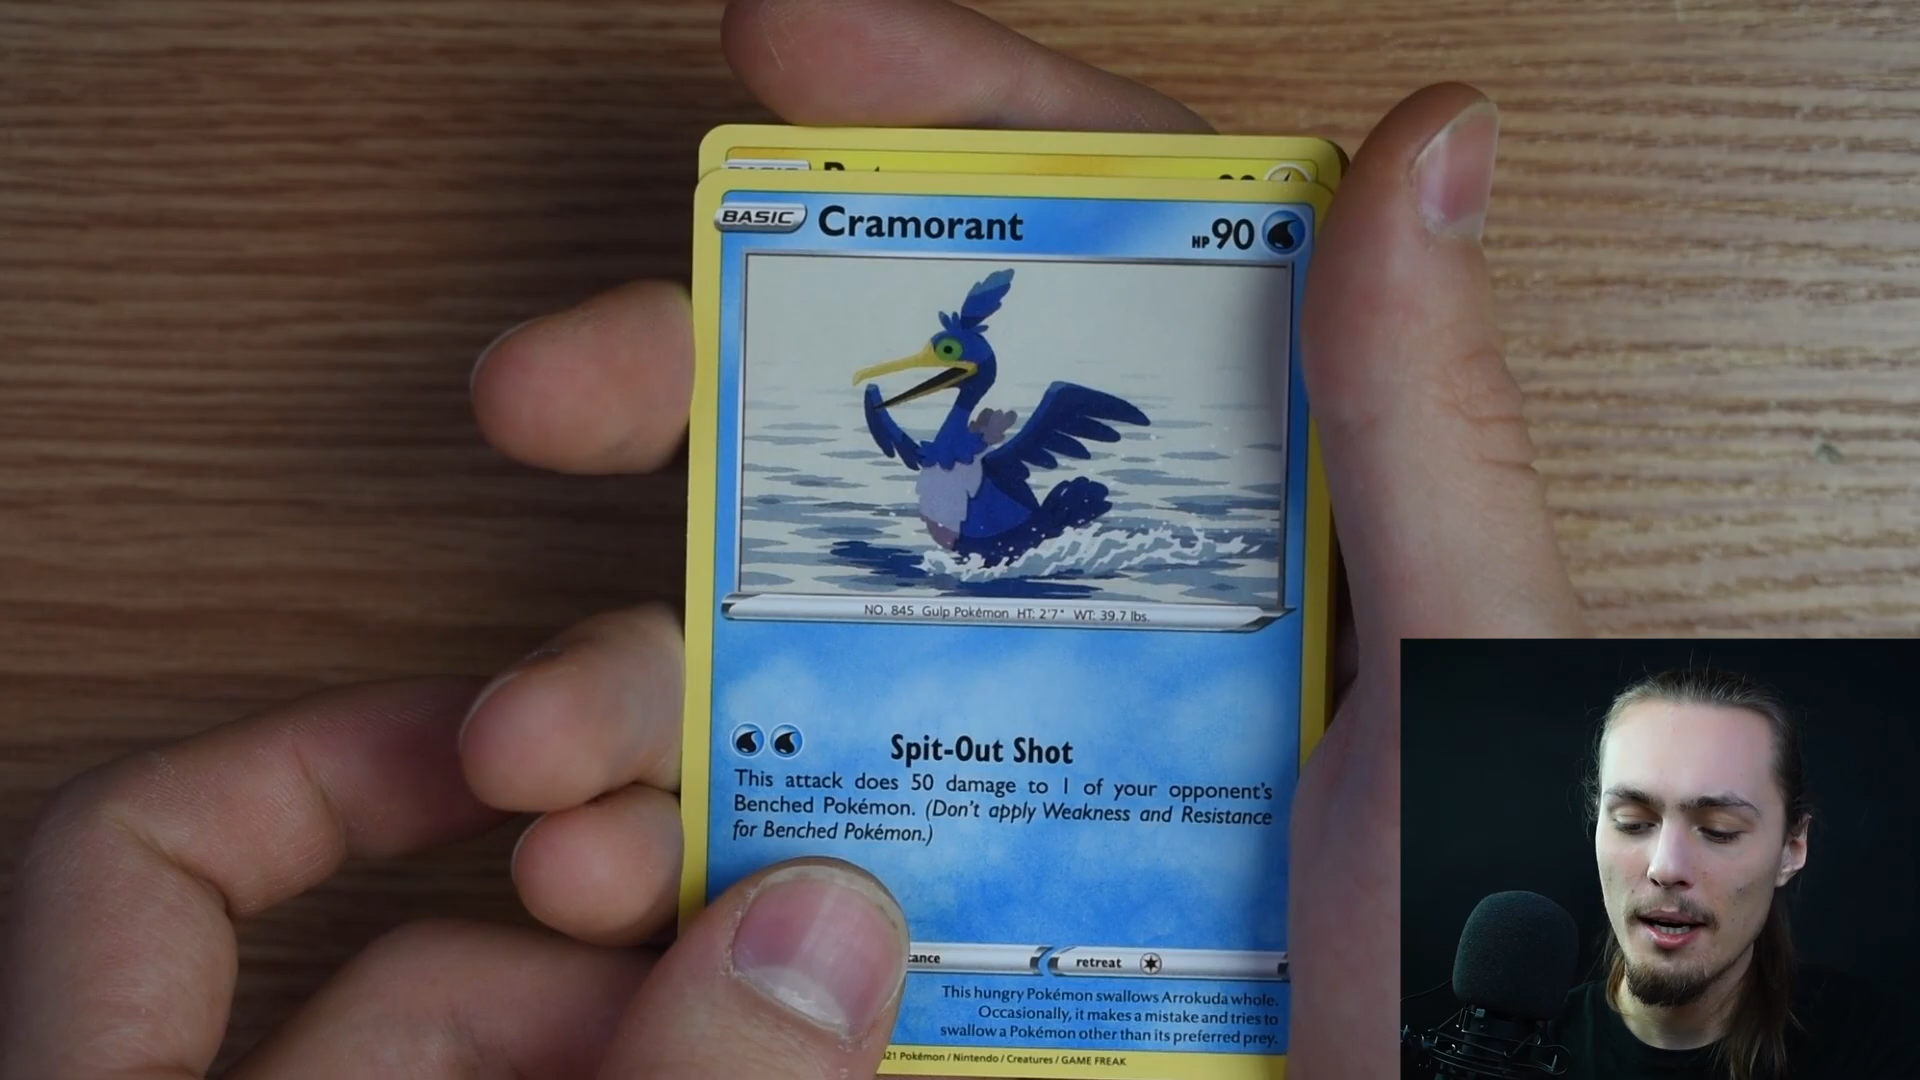 BASIC
BASIC Cramorant HP 90
NO. 845 Gulp Pokémon HT: 2'7" WT: 39.7 lbs.
Spit-Out Shot
This attack does 50 damage to 1 of your opponent's
Benched Pokémon. (Don't apply Weakness and Resistance
for Benched Pokémon.)
retreat
This hungry Pokémon swallows Arrokuda whole.
Occasionally, it makes a mistake and tries to
swallow a Pokémon other than its preferred prey.
Pokémon / Nintendo / Creatures / GAME FREAK